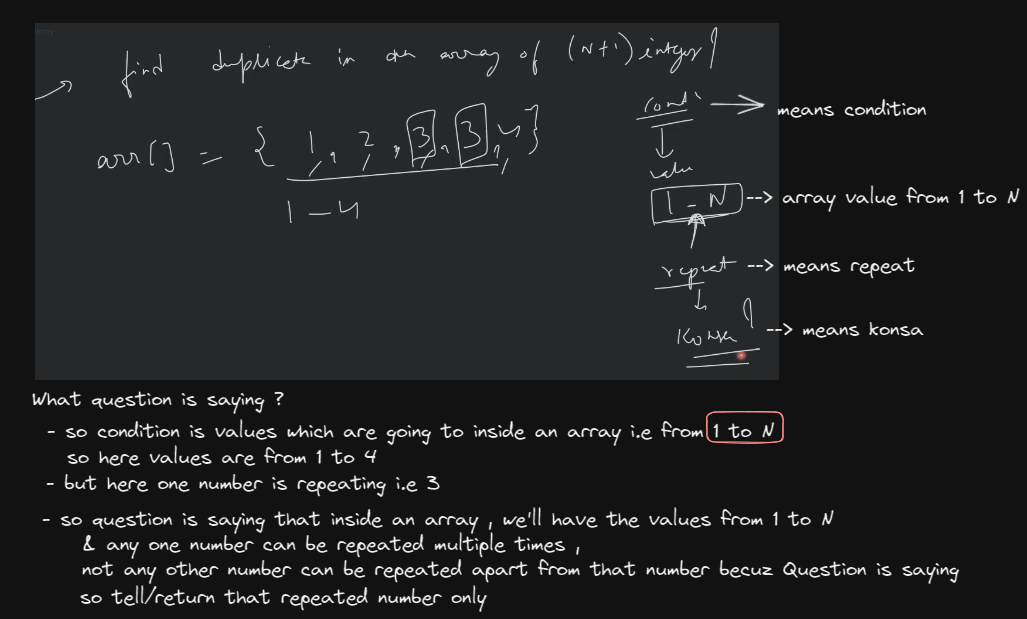 find duplicate in an array of (N+1) integer?
arr[] = { 1, 2, 3, 3, 4 }
1 - 4
condi
means condition
value
1 - N
--> array value from 1 to N
repeat
--> means repeat
Konsa?
--> means konsa
What question is saying ?
- so condition is values which are going to inside an array i.e from 1 to N
so here values are from 1 to 4
- but here one number is repeating i.e 3
- so question is saying that inside an array , we'll have the values from 1 to N
& any one number can be repeated multiple times ,
not any other number can be repeated apart from that number becuz Question is saying
so tell/return that repeated number only